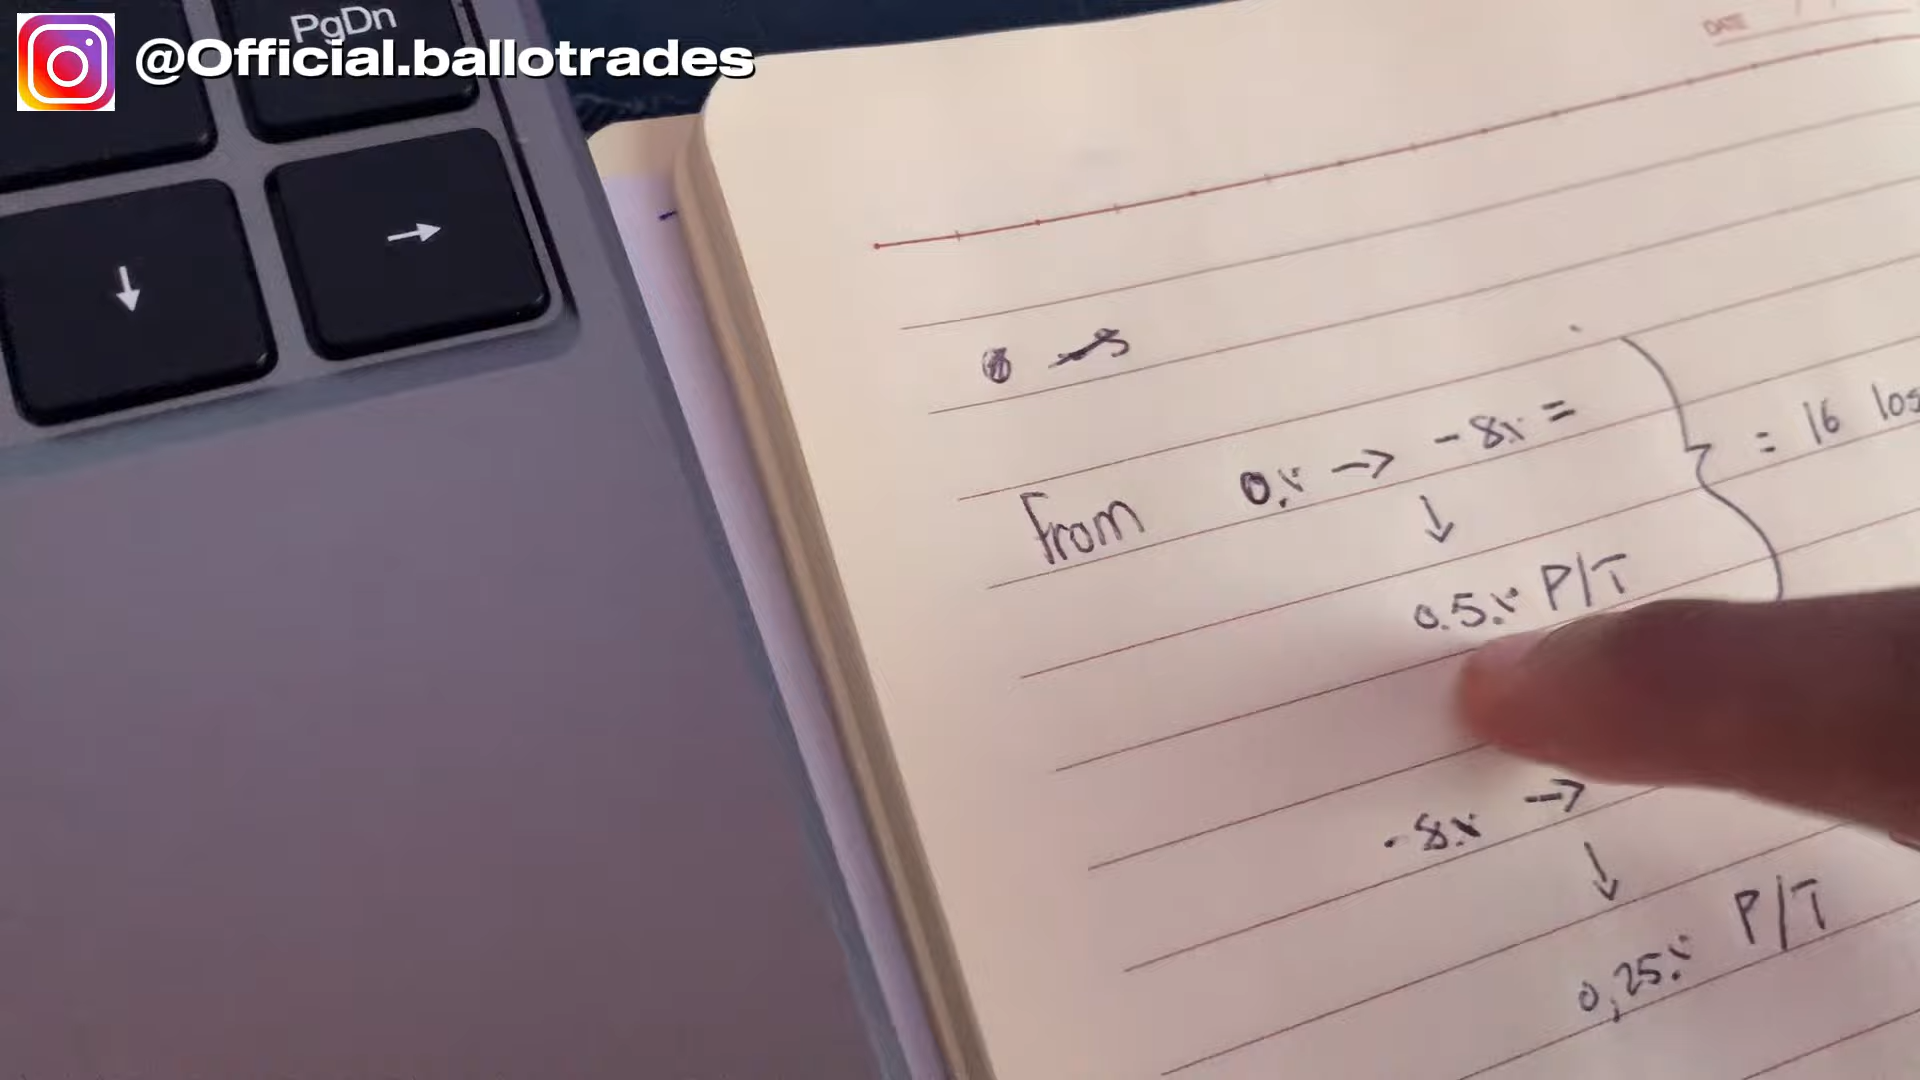 PgDn
@Official.ballotrades
DATE
From 0% → -8% =
= 16 los
↓
0.5% P/T
-8% →
↓
0,25% P/T